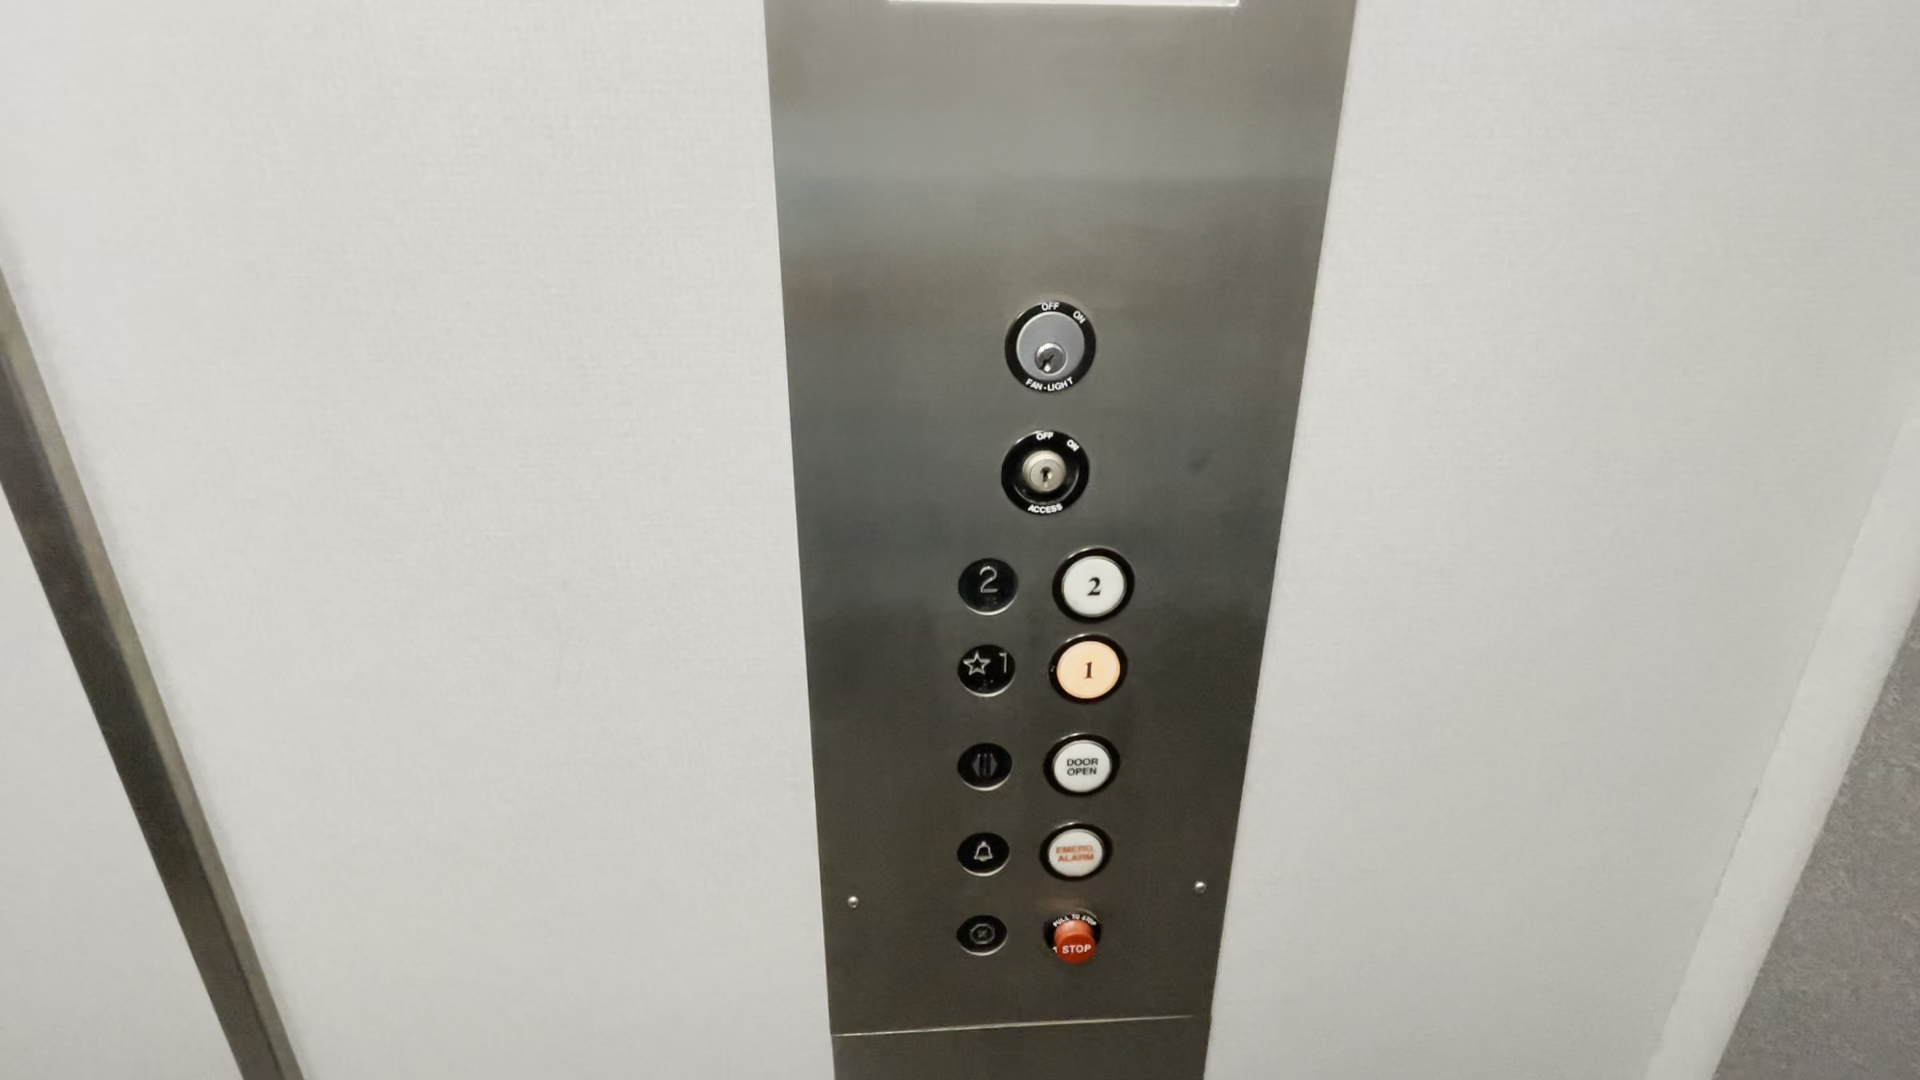 OFF ON
FAN-LIGHT
OFF ON
ACCESS
2 2
☆1 1
DOOR
OPEN
EMERG.
ALARM
PULL TO STOP
STOP